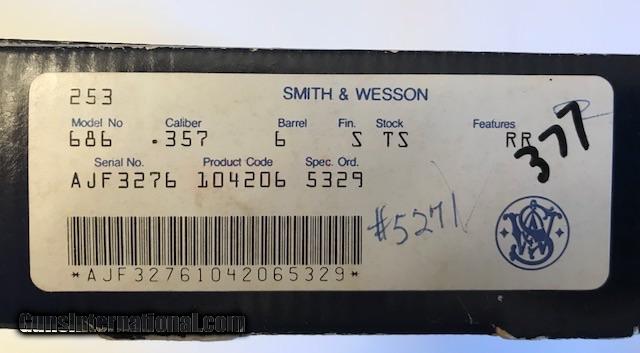 253 SMITH & WESSON
Model No Caliber Barrel Fin. Stock Features
686 .357 6 S TS RR
377
Serial No. Product Code Spec. Ord.
AJF3276 104206 5329
#5271
*AJF32761042065329*
GunsInternational.com